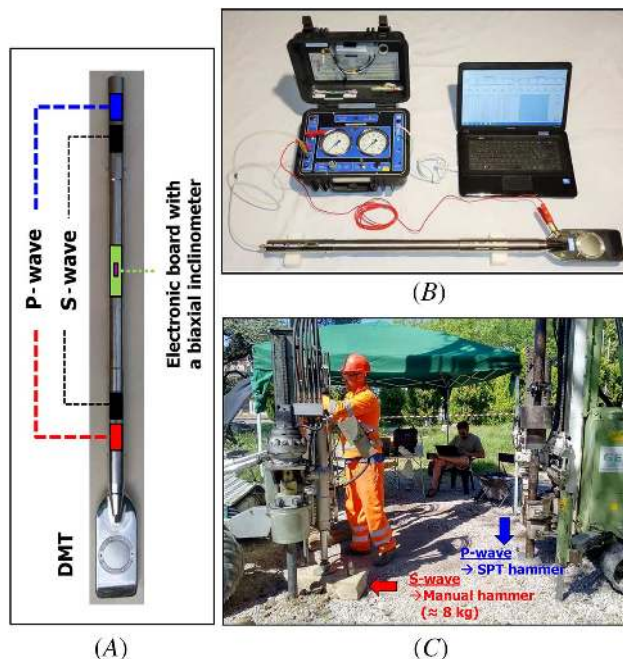 P-wave
S-wave
Electronic board with
a biaxial inclinometer
DMT
(A)
(B)
P-wave
→ SPT hammer
S-wave
→Manual hammer
(≈ 8 kg)
(C)